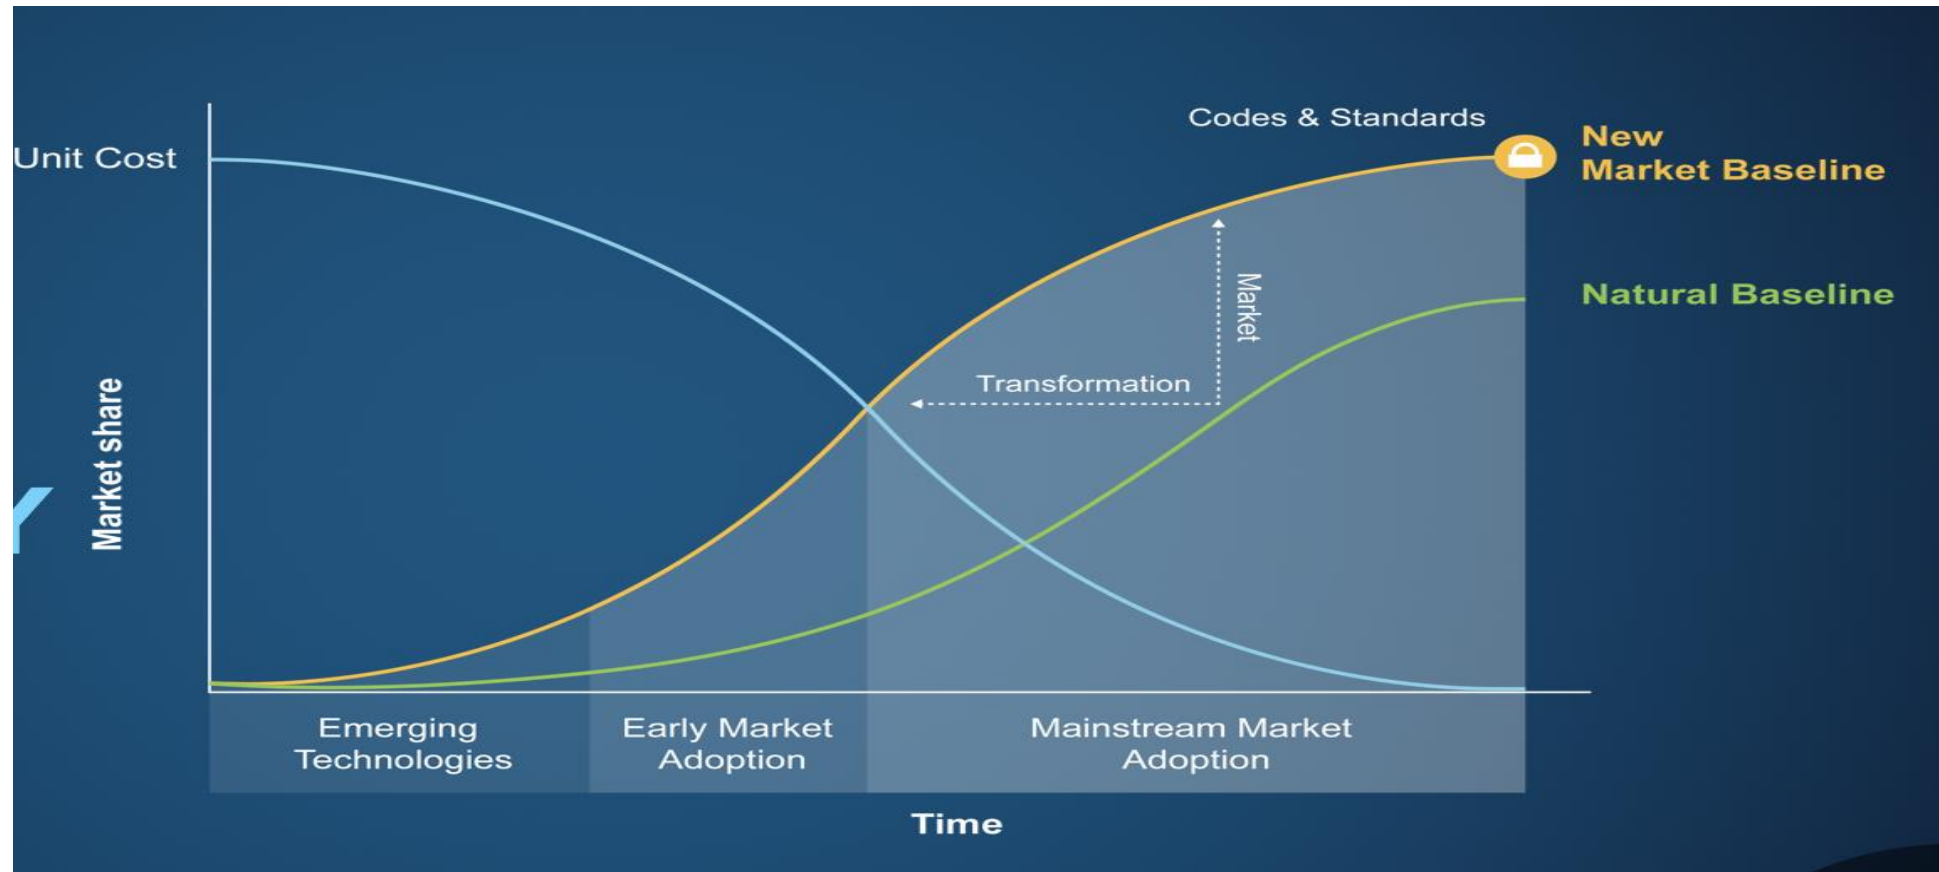 Codes & Standards
New
Market Baseline
Unit Cost
Market
Natural Baseline
Transformation
Market share
Y
Emerging
Technologies
Early Market
Adoption
Mainstream Market
Adoption
Time